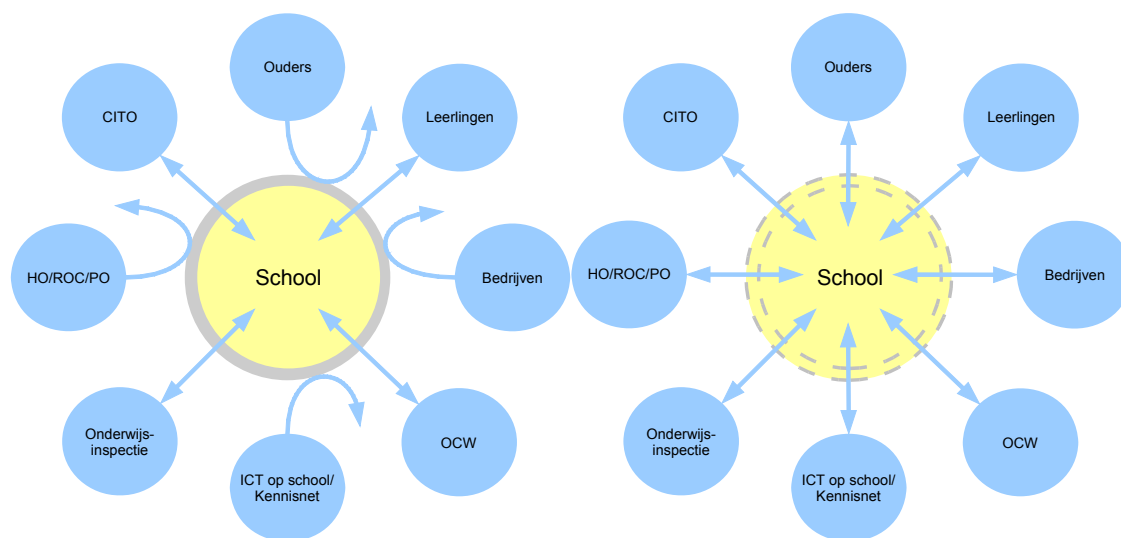 Ouders
CITO
Leerlingen
HO/ROC/PO
School
Bedrijven
Onderwijs-
inspectie
OCW
ICT op school/
Kennisnet
Ouders
CITO
Leerlingen
HO/ROC/PO
School
Bedrijven
Onderwijs-
inspectie
OCW
ICT op school/
Kennisnet